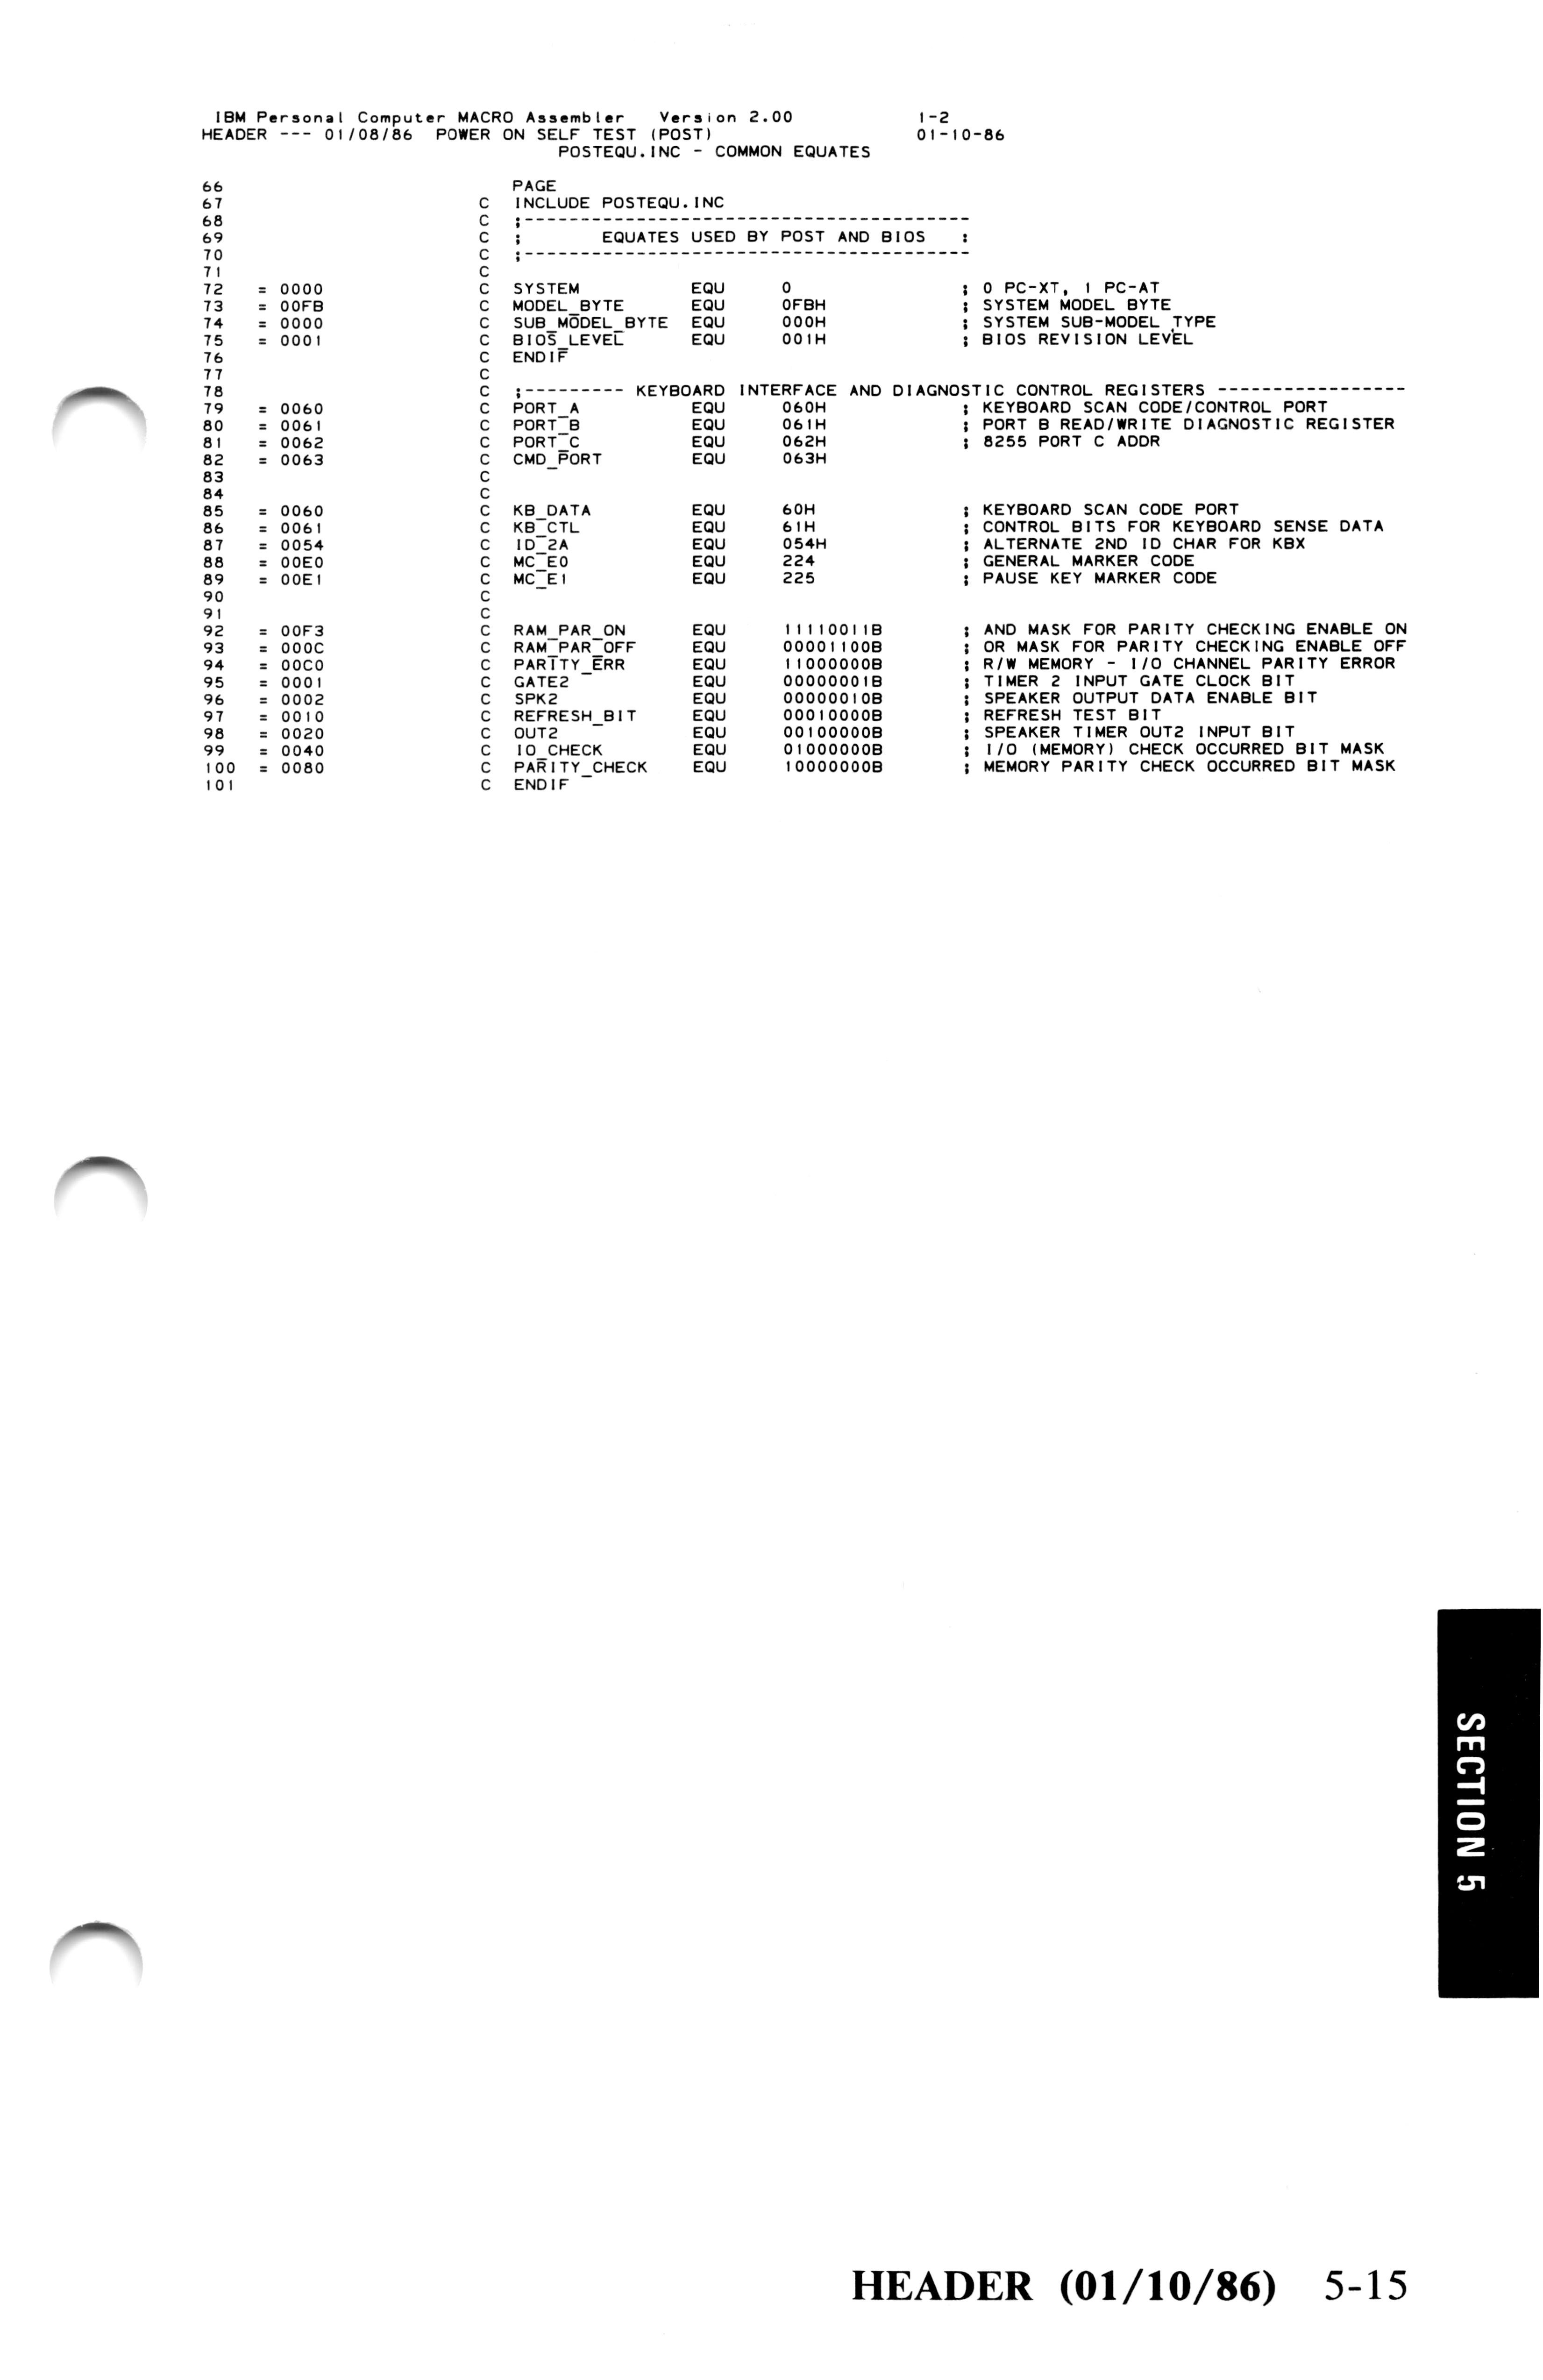 IBM Personal Computer MACRO Assembler   Version 2.00             1-2
HEADER --- 01/08/86  POWER ON SELF TEST (POST)                   01-10-86
POSTEQU.INC - COMMON EQUATES
66                         PAGE
67                      C  INCLUDE POSTEQU.INC
68                      C  ;----------------------------------------
69                      C  ;       EQUATES USED BY POST AND BIOS   :
70                      C  ;----------------------------------------
71                      C
72   = 0000             C  SYSTEM          EQU     0               ; 0 PC-XT, 1 PC-AT
73   = 00FB             C  MODEL_BYTE      EQU     0FBH            ; SYSTEM MODEL BYTE
74   = 0000             C  SUB_MODEL_BYTE  EQU     000H            ; SYSTEM SUB-MODEL TYPE
75   = 0001             C  BIOS_LEVEL      EQU     001H            ; BIOS REVISION LEVEL
76                      C  ENDIF
77                      C
78                      C  ;--------- KEYBOARD INTERFACE AND DIAGNOSTIC CONTROL REGISTERS -----------------
79   = 0060             C  PORT_A          EQU     060H            ; KEYBOARD SCAN CODE/CONTROL PORT
80   = 0061             C  PORT_B          EQU     061H            ; PORT B READ/WRITE DIAGNOSTIC REGISTER
81   = 0062             C  PORT_C          EQU     062H            ; 8255 PORT C ADDR
82   = 0063             C  CMD_PORT        EQU     063H
83                      C
84                      C
85   = 0060             C  KB_DATA         EQU     60H             ; KEYBOARD SCAN CODE PORT
86   = 0061             C  KB_CTL          EQU     61H             ; CONTROL BITS FOR KEYBOARD SENSE DATA
87   = 0054             C  ID_2A           EQU     054H            ; ALTERNATE 2ND ID CHAR FOR KBX
88   = 00E0             C  MC_E0           EQU     224             ; GENERAL MARKER CODE
89   = 00E1             C  MC_E1           EQU     225             ; PAUSE KEY MARKER CODE
90                      C
91                      C
92   = 00F3             C  RAM_PAR_ON      EQU     11110011B       ; AND MASK FOR PARITY CHECKING ENABLE ON
93   = 000C             C  RAM_PAR_OFF     EQU     00001100B       ; OR MASK FOR PARITY CHECKING ENABLE OFF
94   = 00C0             C  PARITY_ERR      EQU     11000000B       ; R/W MEMORY - I/O CHANNEL PARITY ERROR
95   = 0001             C  GATE2           EQU     00000001B       ; TIMER 2 INPUT GATE CLOCK BIT
96   = 0002             C  SPK2            EQU     00000010B       ; SPEAKER OUTPUT DATA ENABLE BIT
97   = 0010             C  REFRESH_BIT     EQU     00010000B       ; REFRESH TEST BIT
98   = 0020             C  OUT2            EQU     00100000B       ; SPEAKER TIMER OUT2 INPUT BIT
99   = 0040             C  IO_CHECK        EQU     01000000B       ; I/O (MEMORY) CHECK OCCURRED BIT MASK
100  = 0080             C  PARITY_CHECK    EQU     10000000B       ; MEMORY PARITY CHECK OCCURRED BIT MASK
101                     C  ENDIF
SECTION 5
HEADER (01/10/86)   5-15